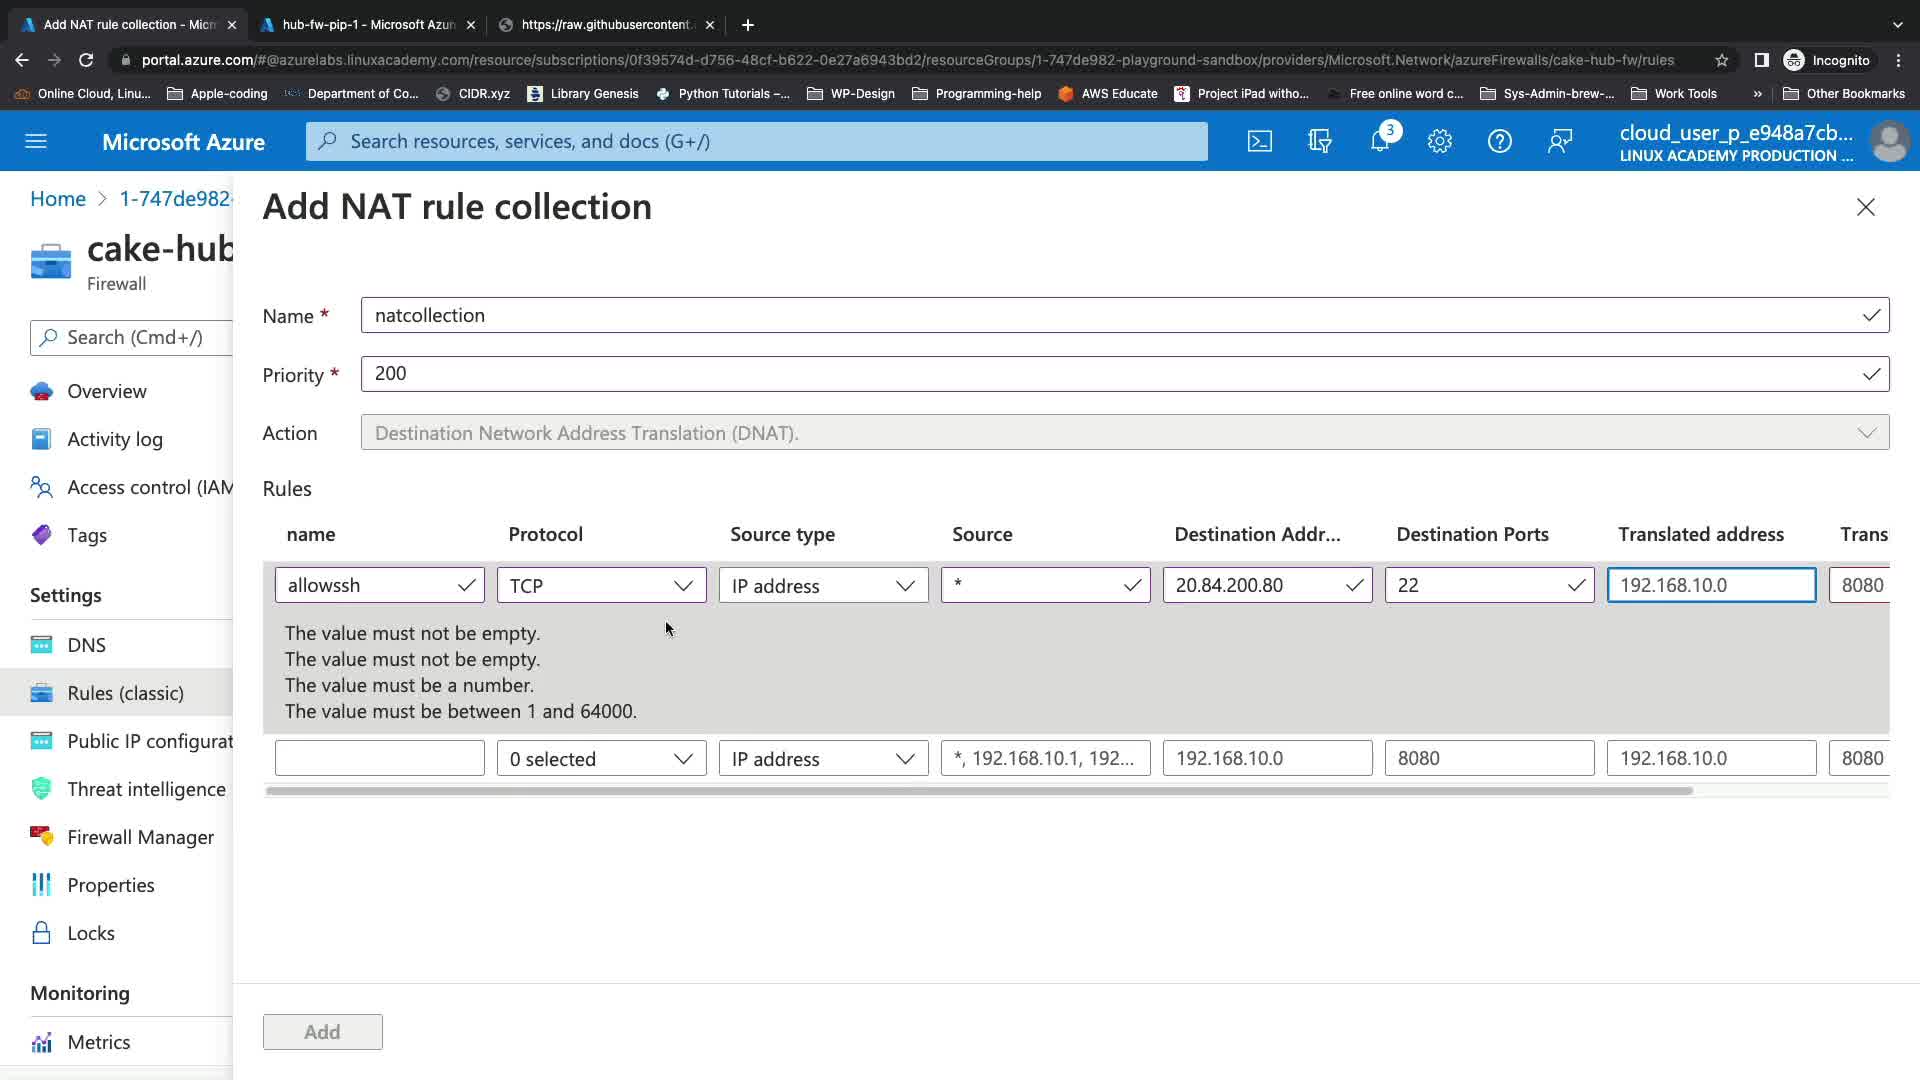 Add NAT rule collection - Micr
hub-fw-pip-1 - Microsoft Azur
https://raw.githubusercontent.
portal.azure.com/#@azurelabs.linuxacademy.com/resource/subscriptions/0f39574d-d756-48cf-b622-0e27a6943bd2/resourceGroups/1-747de982-playground-sandbox/providers/Microsoft.Network/azureFirewalls/cake-hub-fw/rules
Incognito
Online Cloud, Linu...
Apple-coding
Department of Co...
CIDR.xyz
Library Genesis
Python Tutorials –...
WP-Design
Programming-help
AWS Educate
Project iPad witho...
Free online word c...
Sys-Admin-brew-...
Work Tools
»
Other Bookmarks
Microsoft Azure
Search resources, services, and docs (G+/)
3
cloud_user_p_e948a7cb...
LINUX ACADEMY PRODUCTION ...
Home > 1-747de982-
cake-hub
Firewall
Search (Cmd+/)
Overview
Activity log
Access control (IAM
Tags
Settings
DNS
Rules (classic)
Public IP configurat
Threat intelligence
Firewall Manager
Properties
Locks
Monitoring
Metrics
Add NAT rule collection
Name *
natcollection
Priority *
200
Action
Destination Network Address Translation (DNAT).
Rules
name Protocol Source type Source Destination Addr... Destination Ports Translated address Trans
allowssh TCP IP address * 20.84.200.80 22 192.168.10.0 8080
The value must not be empty.
The value must not be empty.
The value must be a number.
The value must be between 1 and 64000.
0 selected IP address *, 192.168.10.1, 192... 192.168.10.0 8080 192.168.10.0 8080
Add